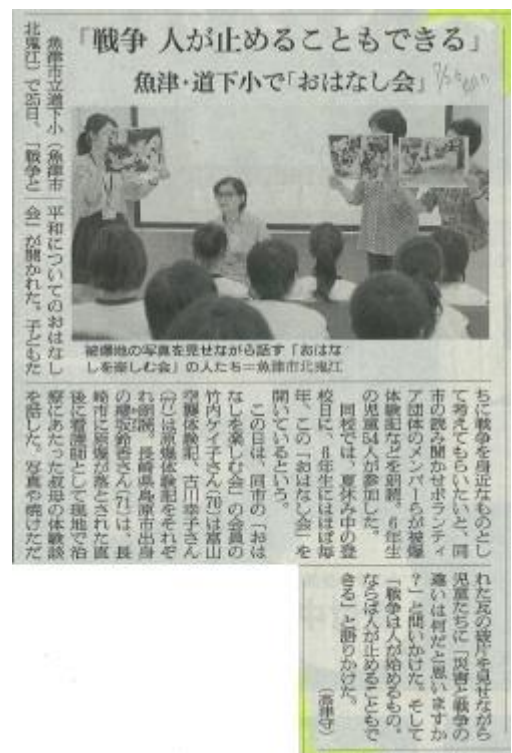 「戦争 人が止めることもできる」
魚津・道下小で「おはなし会」
魚津市立道下小(魚津市
北鬼江)で25日、「戦争と
平和についてのおはなし
会」が開かれた。子どもた
被爆地の写真を見せながら話す「おはな
しを楽しむ会」の人たち=魚津市北鬼江
ちに戦争を身近なものとし
て考えてもらいたいと、同
市の読み聞かせボランティ
ア団体のメンバーらが被爆
体験記などを朗読。6年生
の児童54人が参加した。
同校では、夏休み中の登
校日に、6年生にほぼ毎
年、この「おはなし会」を
開いているという。
この日は、同市の「おは
なしを楽しむ会」の会員の
竹内ケイ子さん(70)は富山
空襲体験記、古川幸子さん
(77)は原爆体験記をそれぞ
れ朗読。長崎県島原市出身
の鈴香さん(71)は、長
崎市に原爆が落とされた直
後に看護師として現地で治
療にあたった叔母の体験談
を話した。写真や焼けただ
れた瓦の破片を見せながら
児童たちに「災害と戦争の
違いは何だと思いますか
?」と問いかけた。そして
「戦争は人が始めるもの。
ならば人が止めることもで
きる」と語りかけた。
(高津守)